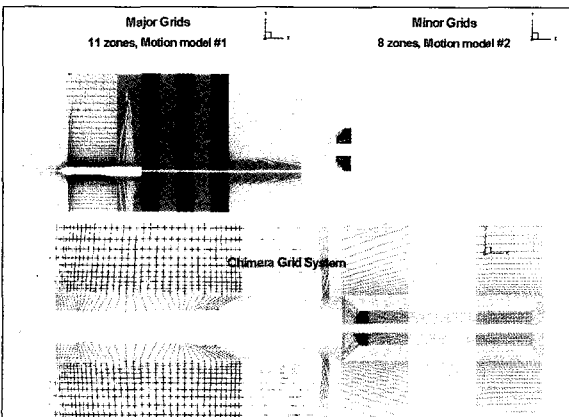 Major Grids
11 zones, Motion model #1
Minor Grids
8 zones, Motion model #2
Chimera Grid System